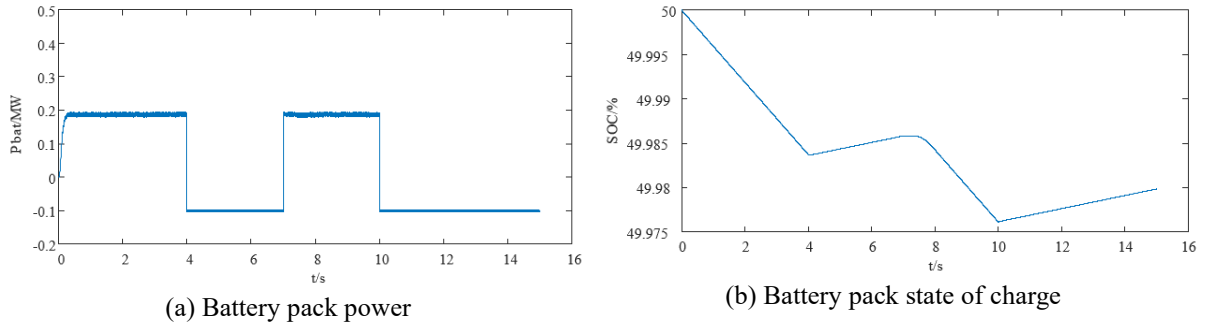 0.5
0.4
0.3
0.2
0.1
0
-0.1
-0.2
Pbat/MW
0 2 4 6 8 10 12 14 16
t/s
(a) Battery pack power
50
49.995
49.99
49.985
49.98
49.975
SOC/%
0 2 4 6 8 10 12 14 16
t/s
(b) Battery pack state of charge